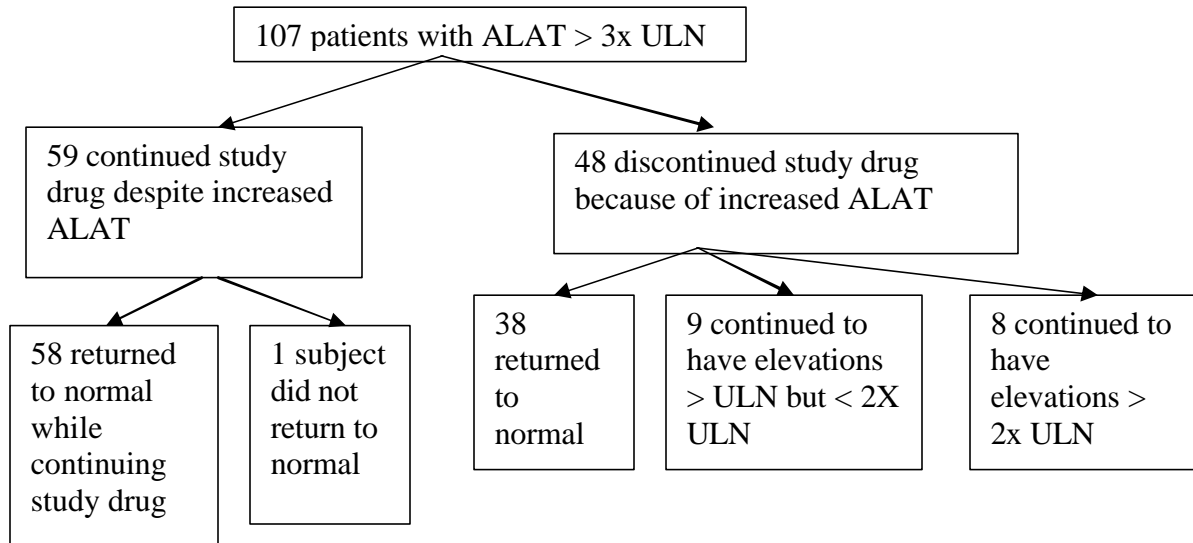 107 patients with ALAT > 3x ULN
59 continued study
drug despite increased
ALAT
48 discontinued study drug
because of increased ALAT
58 returned
to normal
while
continuing
study drug
1 subject
did not
return to
normal
38
returned
to
normal
9 continued to
have elevations
> ULN but < 2X
ULN
8 continued to
have
elevations >
2x ULN